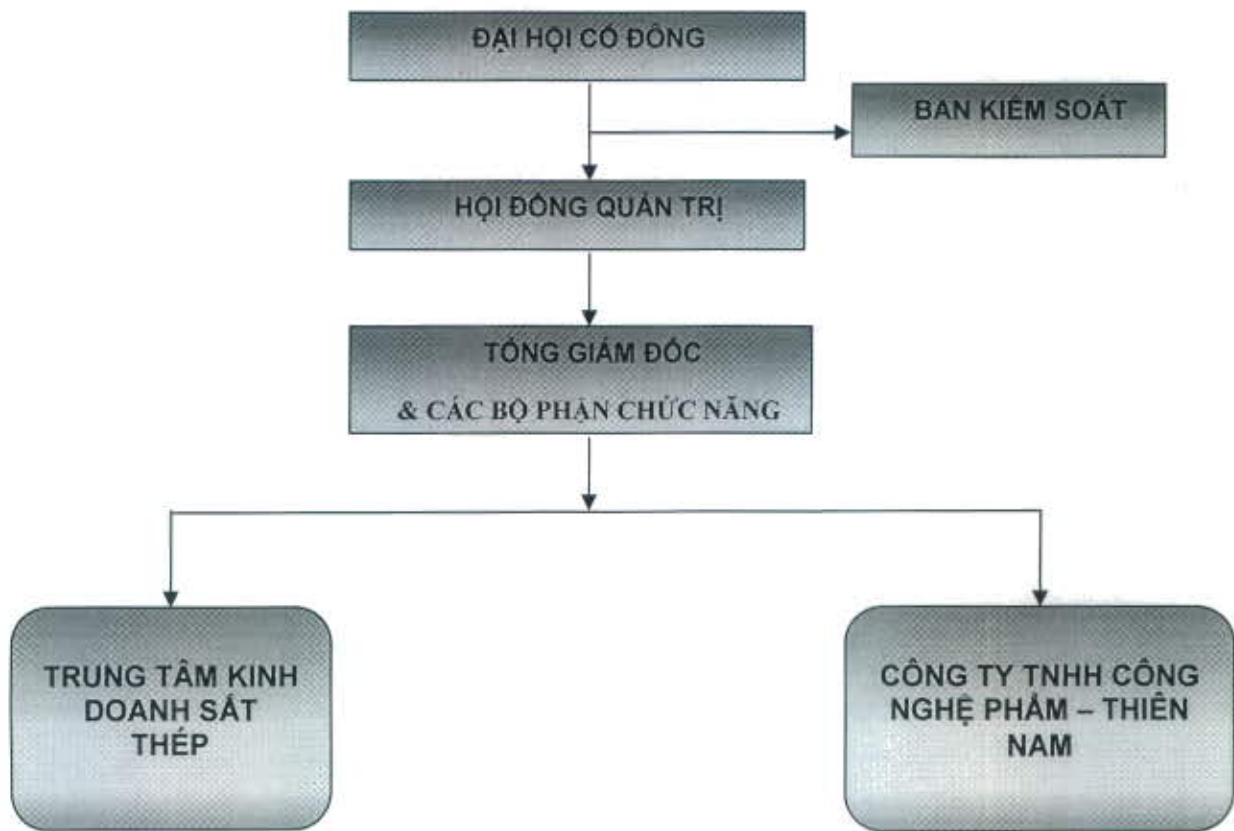 ĐẠI HỘI CỔ ĐÔNG
BAN KIỂM SOÁT
HỘI ĐỒNG QUẢN TRỊ
TỔNG GIÁM ĐỐC
& CÁC BỘ PHẬN CHỨC NĂNG
TRUNG TÂM KINH
DOANH SẮT
THÉP
CÔNG TY TNHH CÔNG
NGHỆ PHẨM – THIÊN
NAM